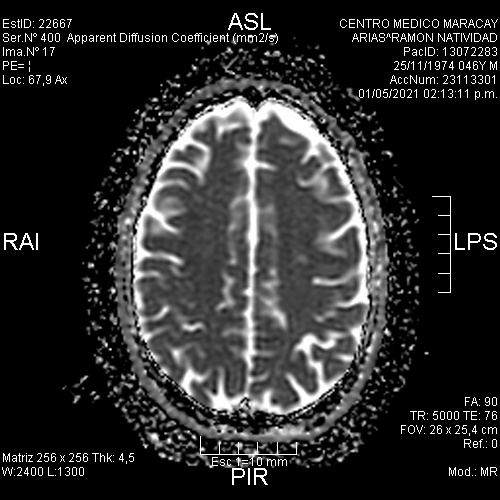 ASL
EstID: 22667
Ser.Nº 400 Apparent Diffusion Coefficient (mm2/s)
Ima.Nº 17
PE= ¦
Loc: 67,9 Ax
CENTRO MEDICO MARACAY
ARIAS^RAMON NATIVIDAD
PacID: 13072283
25/11/1974 046Y M
AccNum: 23113301
01/05/2021 02:13:11 p.m.
RAI
LPS
FA: 90
TR: 5000 TE: 76
FOV: 26 x 25,4 cm
Ref.: 0
Mod.: MR
Matriz 256 x 256 Thk: 4,5
W:2400 L:1300
Esc 1=10 mm
PIR